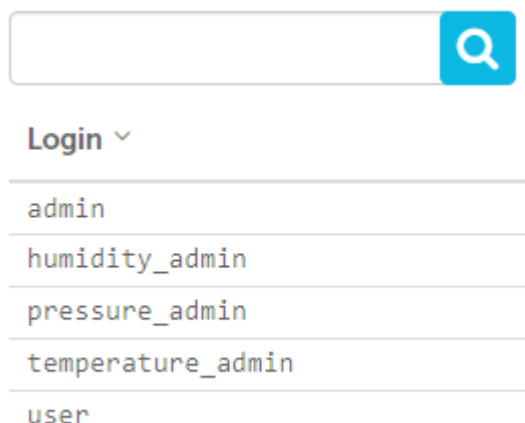 Login
admin
humidity_admin
pressure_admin
temperature_admin
user